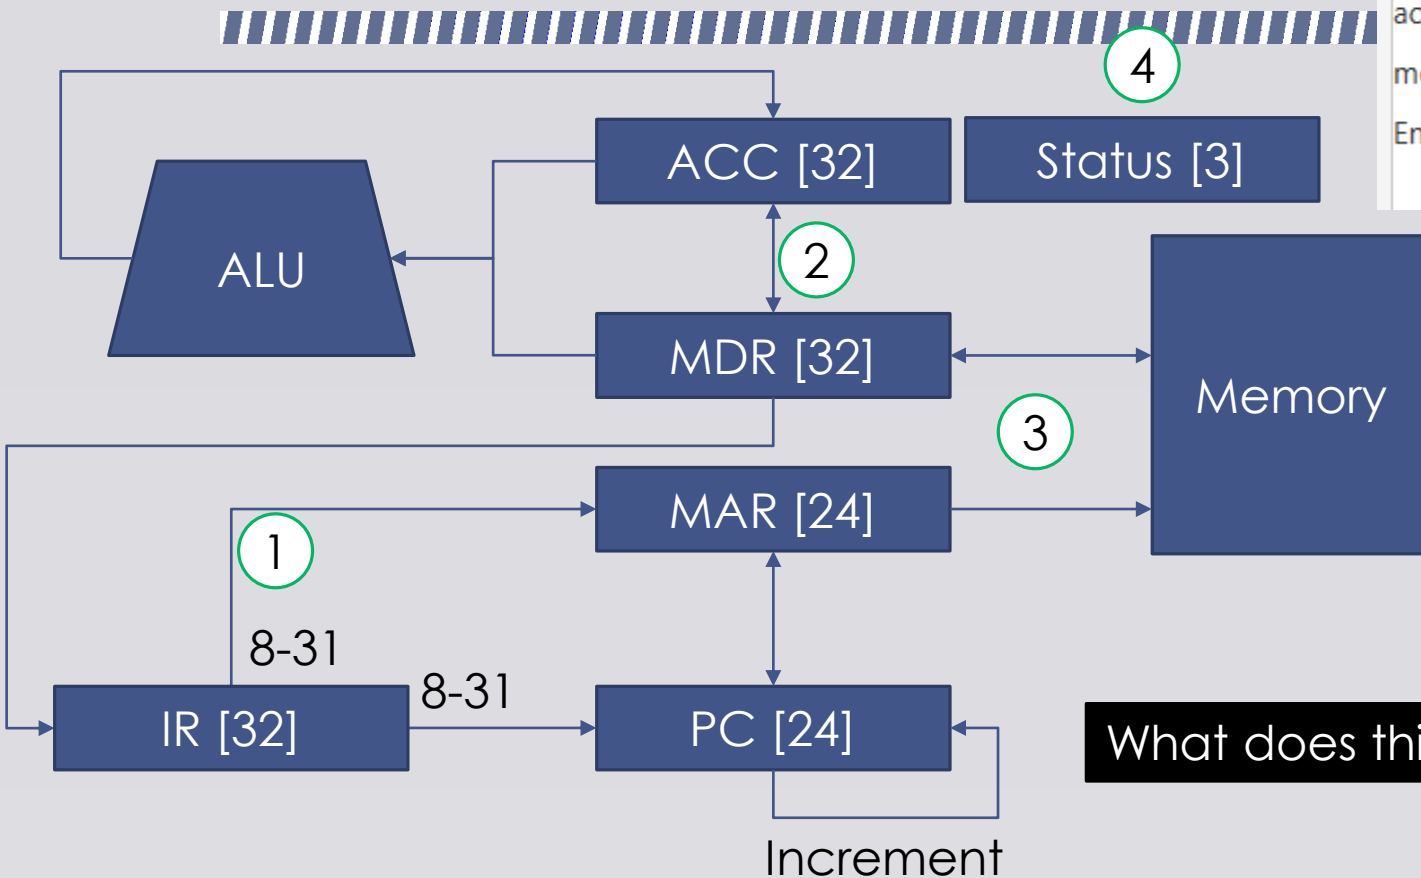 4
ACC [32]
Status [3]
ALU
2
MDR [32]
Memory
3
MAR [24]
1
8-31
8-31
IR [32]
PC [24]
What does
Increment